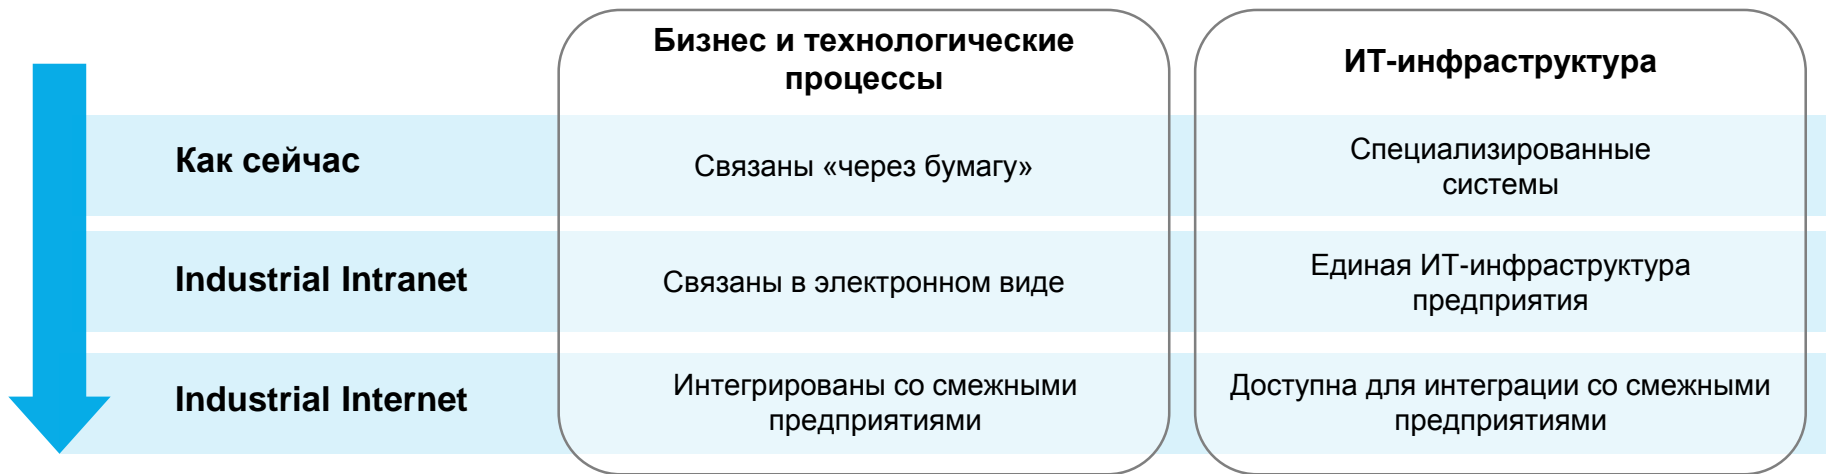 Бизнес и технологические
процессы
ИТ-инфраструктура
Как сейчас
Связаны «через бумагу»
Специализированные
системы
Industrial Intranet
Связаны в электронном виде
Единая ИТ-инфраструктура
предприятия
Industrial Internet
Интегрированы со смежными
предприятиями
Доступна для интеграции со смежными
предприятиями